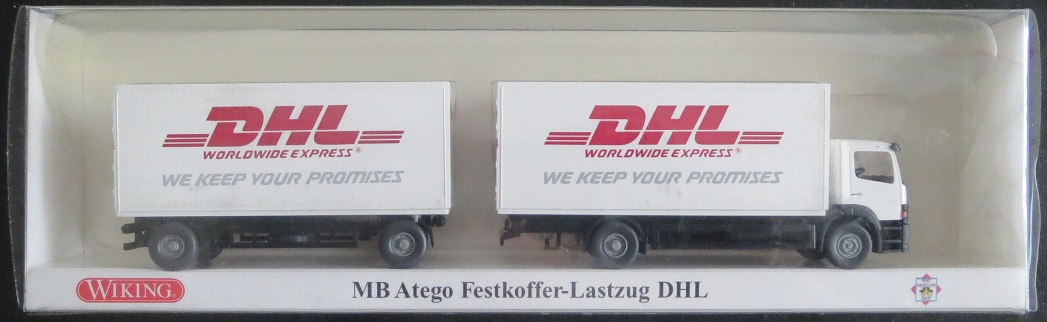 DHL
WORLDWIDE EXPRESS®
WE KEEP YOUR PROMISES
DHL
WORLDWIDE EXPRESS®
WE KEEP YOUR PROMISES
WIKING®
MB Atego Festkoffer-Lastzug DHL